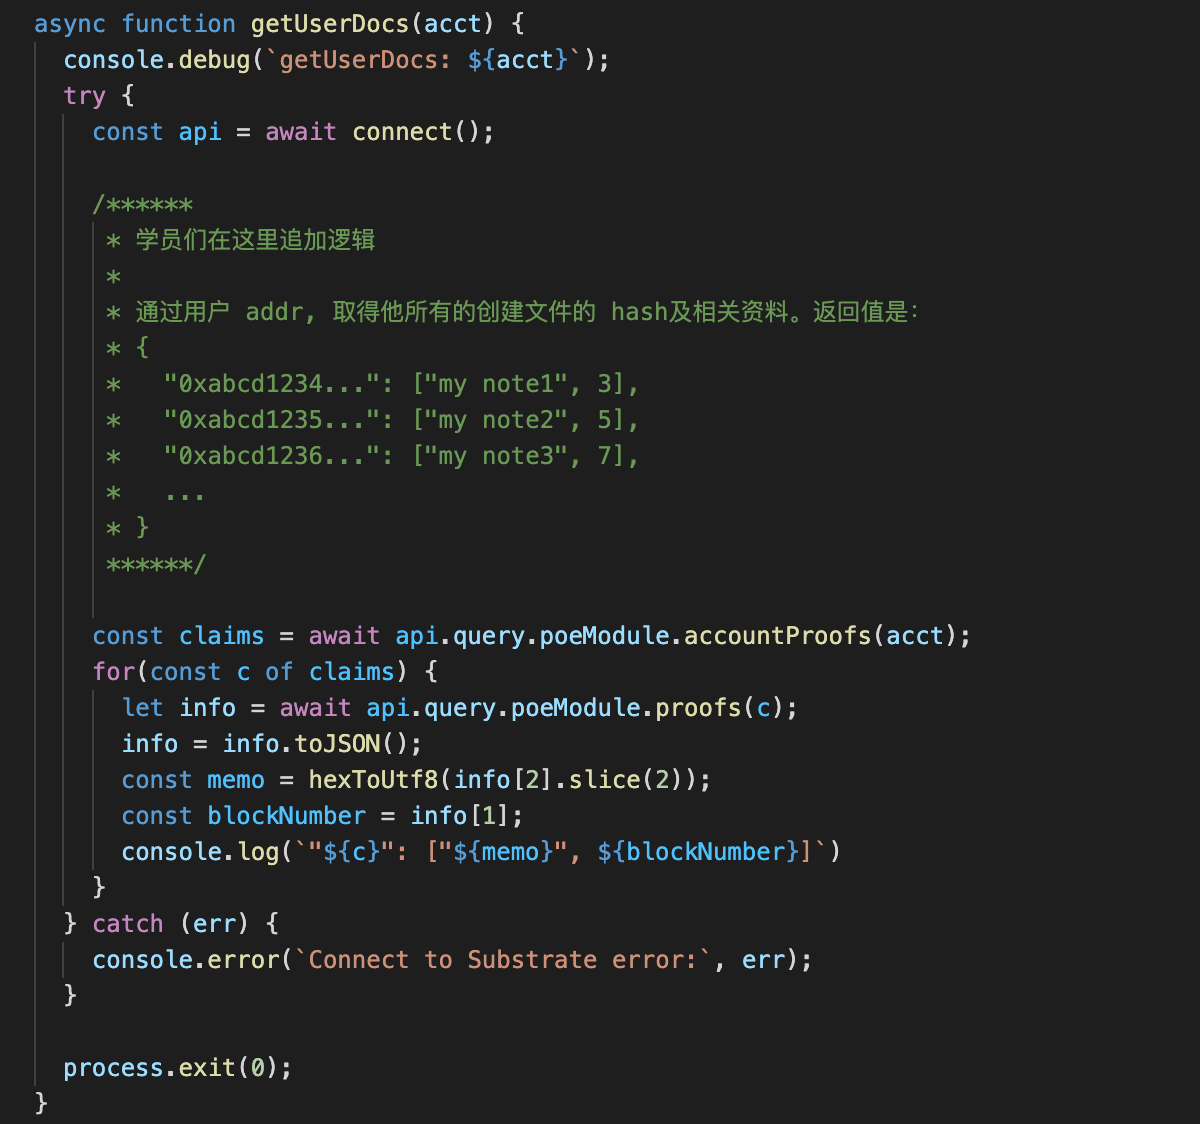 async function getUserDocs(acct) {
console.debug(`getUserDocs: ${acct}`);
try {
const api = await connect();
/******
* 学员们在这里追加逻辑
*
* 通过用户 addr, 取得他所有的创建文件的 hash及相关资料。返回值是:
* {
*   "0xabcd1234...": ["my note1", 3],
*   "0xabcd1235...": ["my note2", 5],
*   "0xabcd1236...": ["my note3", 7],
*   ...
* }
******/
const claims = await api.query.poeModule.accountProofs(acct);
for(const c of claims) {
let info = await api.query.poeModule.proofs(c);
info = info.toJSON();
const memo = hexToUtf8(info[2].slice(2));
const blockNumber = info[1];
console.log(`"${c}": ["${memo}", ${blockNumber}]`)
}
} catch (err) {
console.error(`Connect to Substrate error:`, err);
}
process.exit(0);
}